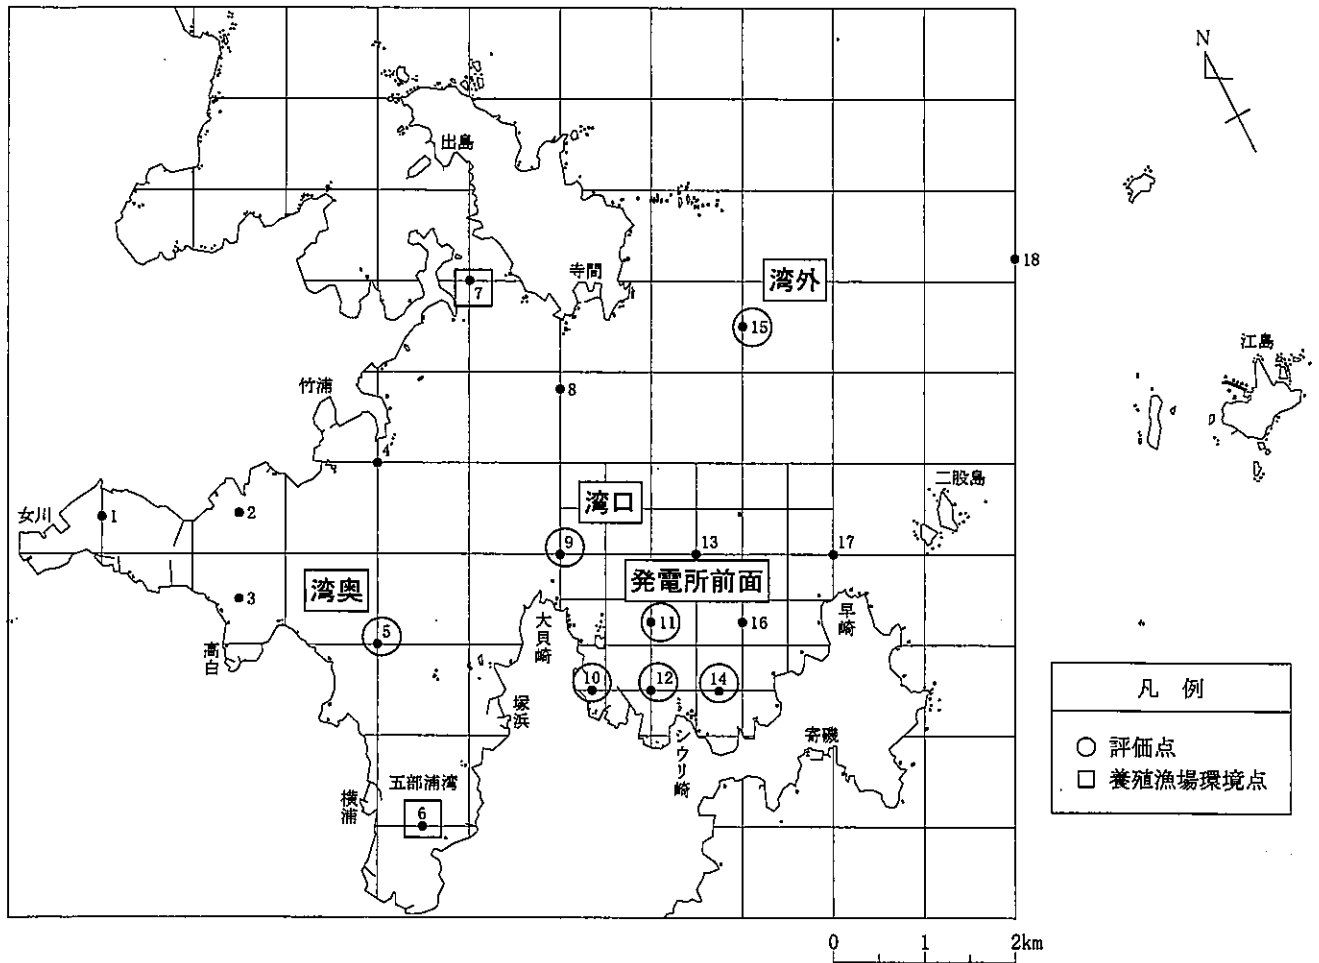 N
出島
寺間
7
湾外
18
15
江島
竹浦
8
4
女川
1
2
湾口
二股島
9
13
17
発電所前面
湾奥
3
5
大貝崎
11
16
早崎
高白
10
12
14
塚浜
シウリ崎
寄磯
五部浦湾
横浦
6
凡例
評価点
養殖漁場環境点
0 1 2km